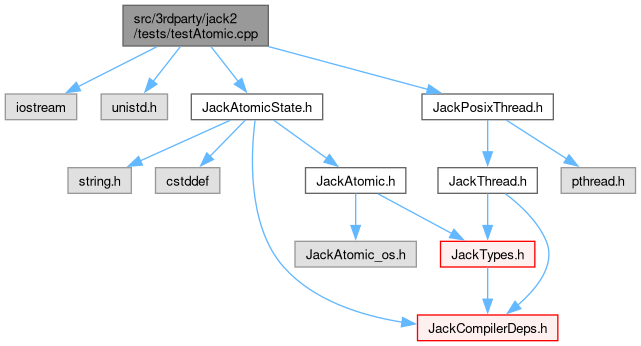 src/3rdparty/jack2
/tests/testAtomic.cpp
iostream
unistd.h
JackAtomicState.h
JackPosixThread.h
string.h
cstddef
JackAtomic.h
JackThread.h
pthread.h
JackAtomic_os.h
JackTypes.h
JackCompilerDeps.h